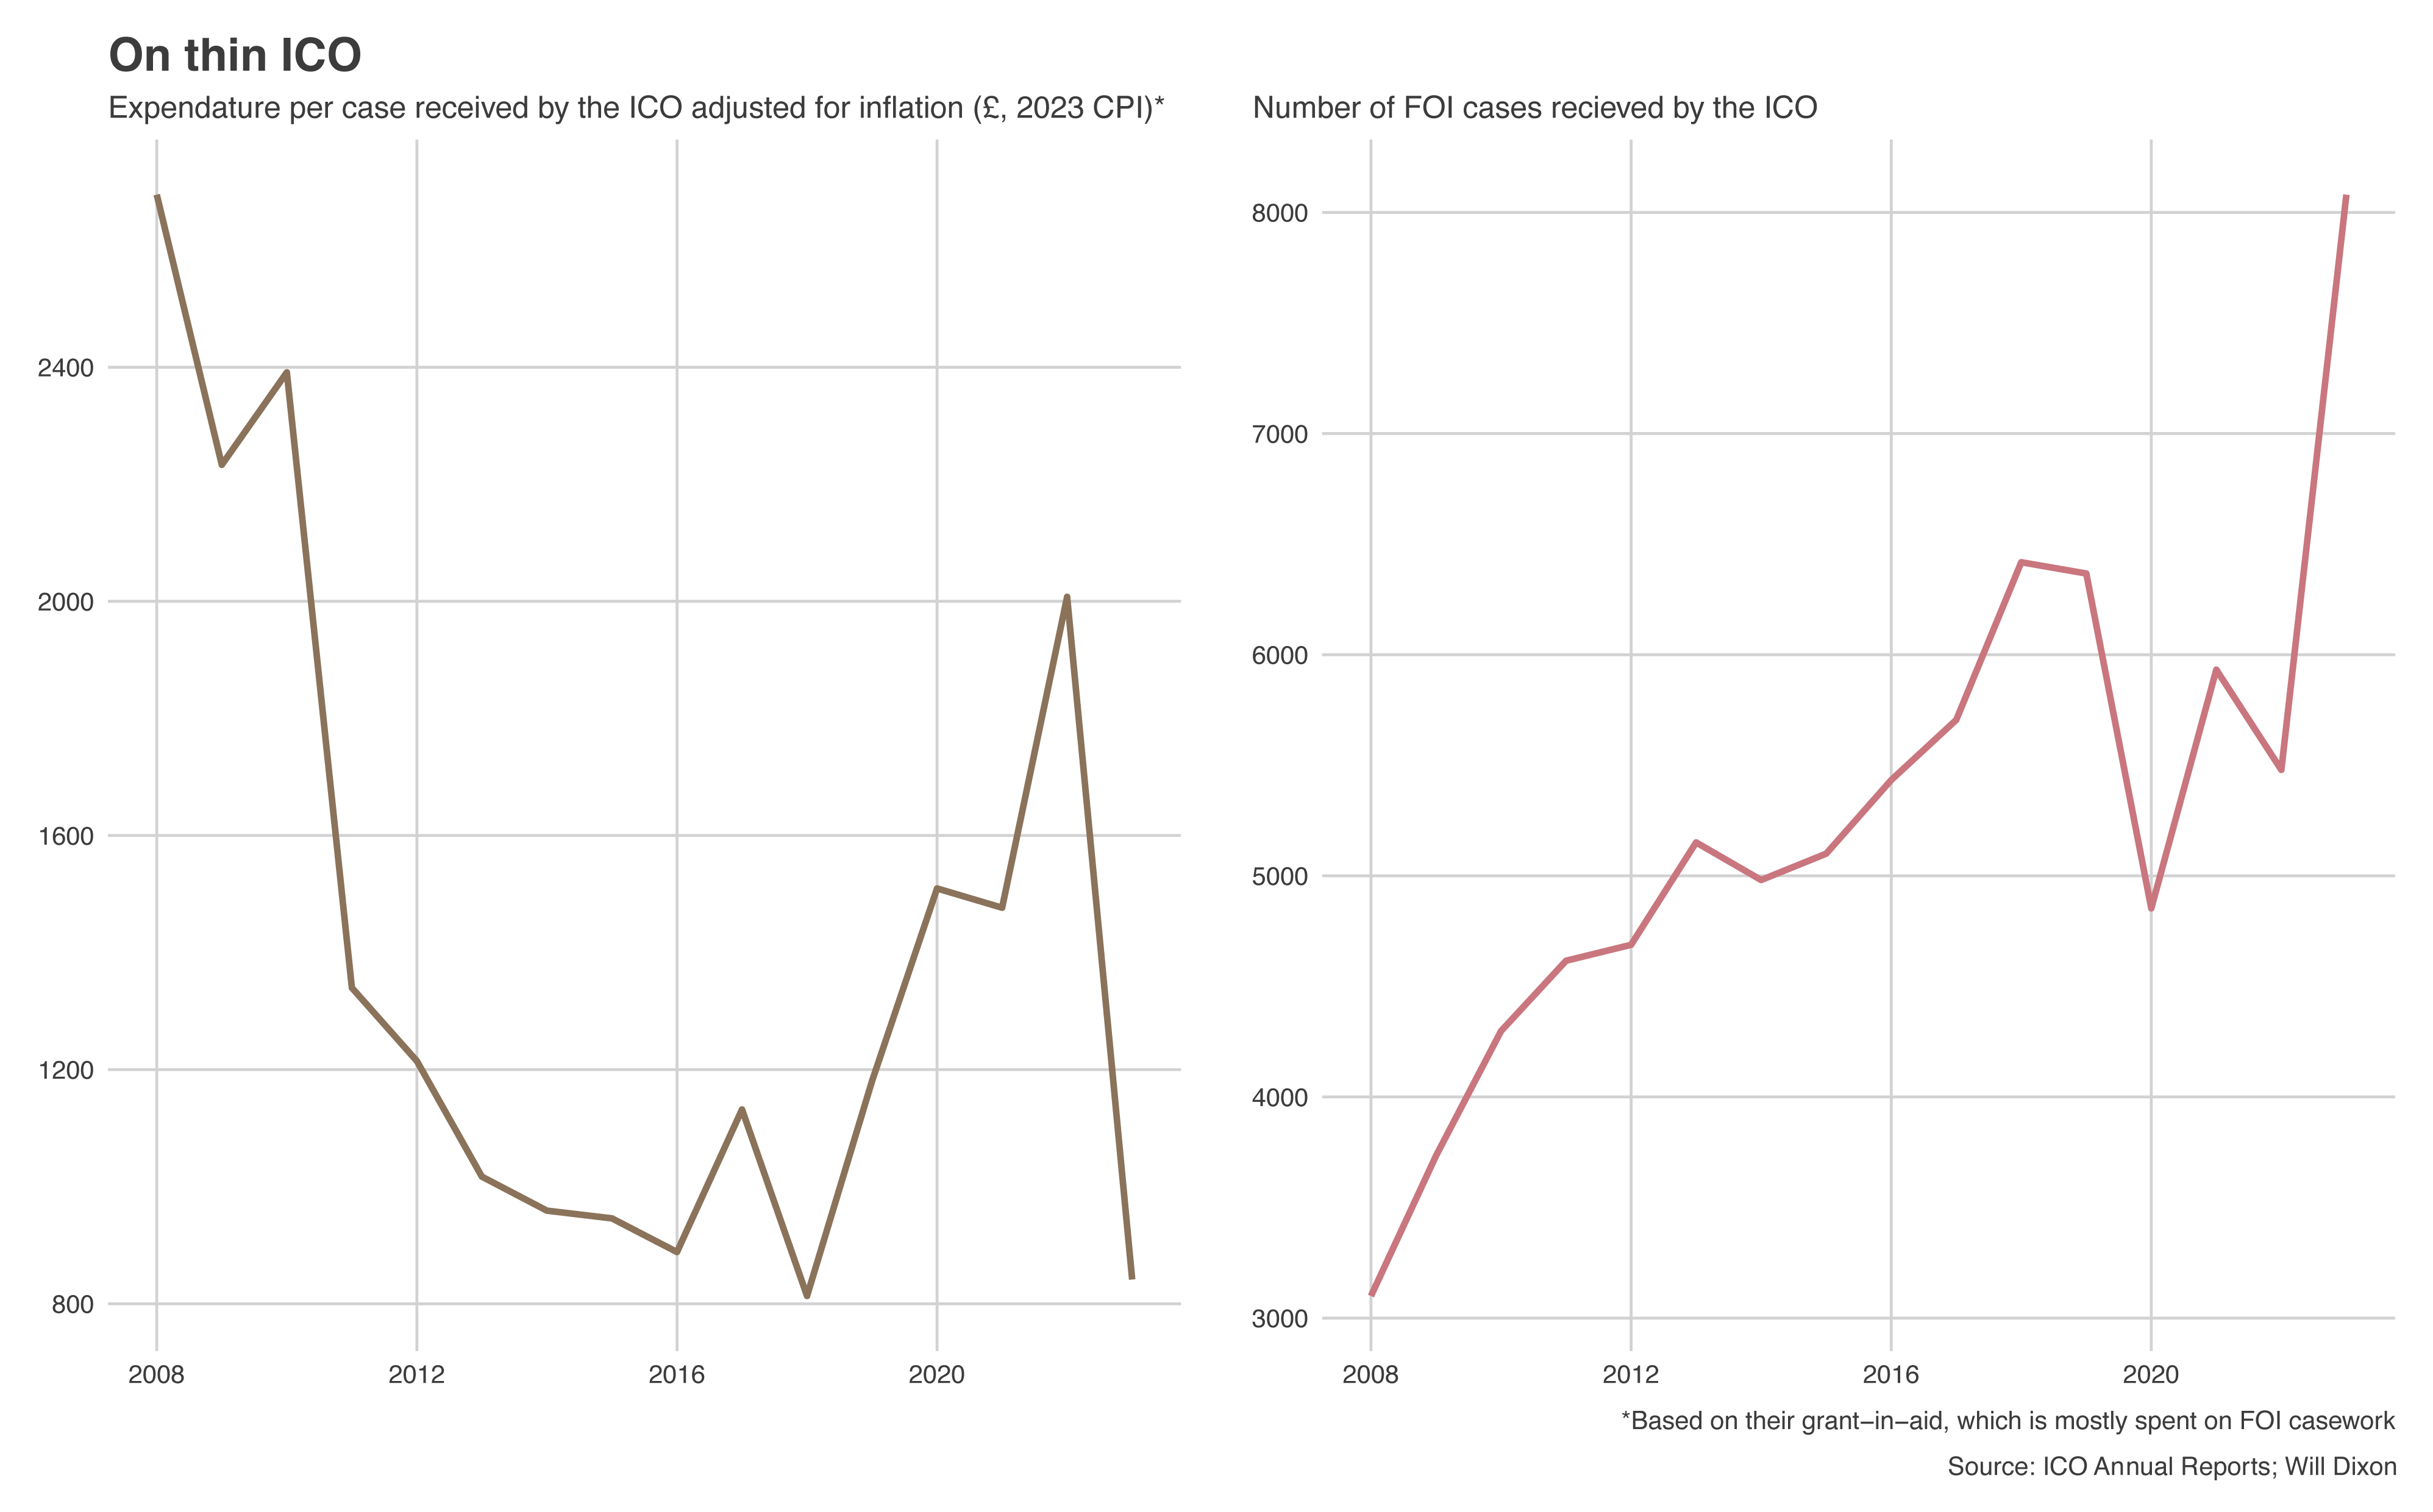 On thin ICO
Expendature per case received by the ICO adjusted for inflation (£, 2023 CPI)*
2400
2000
1600
1200
800
2008 2012 2016 2020
Number of FOI cases recieved by the ICO
8000
7000
6000
5000
4000
3000
2008 2012 2016 2020
*Based on their grant−in−aid, which is mostly spent on FOI casework
Source: ICO Annual Reports; Will Dixon